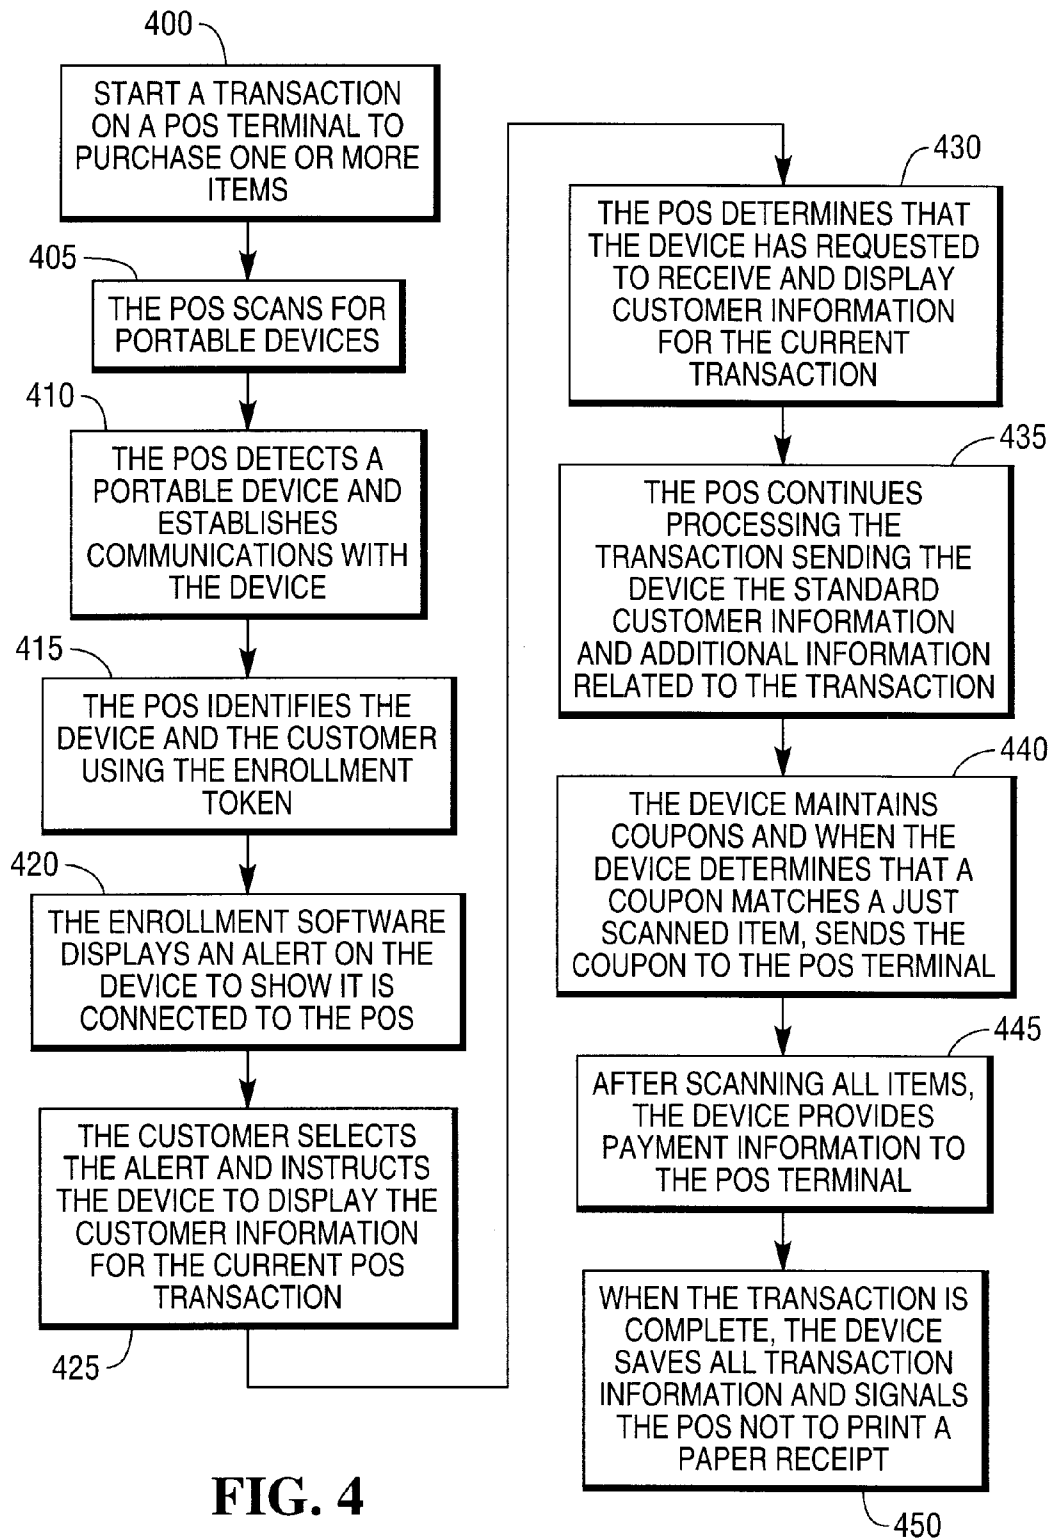 400
START A TRANSACTION
ON A POS TERMINAL TO
PURCHASE ONE OR MORE
ITEMS
405
THE POS SCANS FOR
PORTABLE DEVICES
410
THE POS DETECTS A
PORTABLE DEVICE AND
ESTABLISHES
COMMUNICATIONS WITH
THE DEVICE
415
THE POS IDENTIFIES THE
DEVICE AND THE CUSTOMER
USING THE ENROLLMENT
TOKEN
420
THE ENROLLMENT SOFTWARE
DISPLAYS AN ALERT ON THE
DEVICE TO SHOW IT IS
CONNECTED TO THE POS
THE CUSTOMER SELECTS
THE ALERT AND INSTRUCTS
THE DEVICE TO DISPLAY THE
CUSTOMER INFORMATION
FOR THE CURRENT POS
TRANSACTION
425
430
THE POS DETERMINES THAT
THE DEVICE HAS REQUESTED
TO RECEIVE AND DISPLAY
CUSTOMER INFORMATION
FOR THE CURRENT
TRANSACTION
435
THE POS CONTINUES
PROCESSING THE
TRANSACTION SENDING THE
DEVICE THE STANDARD
CUSTOMER INFORMATION
AND ADDITIONAL INFORMATION
RELATED TO THE TRANSACTION
440
THE DEVICE MAINTAINS
COUPONS AND WHEN THE
DEVICE DETERMINES THAT A
COUPON MATCHES A JUST
SCANNED ITEM, SENDS THE
COUPON TO THE POS TERMINAL
445
AFTER SCANNING ALL ITEMS,
THE DEVICE PROVIDES
PAYMENT INFORMATION TO
THE POS TERMINAL
WHEN THE TRANSACTION IS
COMPLETE, THE DEVICE
SAVES ALL TRANSACTION
INFORMATION AND SIGNALS
THE POS NOT TO PRINT A
PAPER RECEIPT
450
FIG. 4